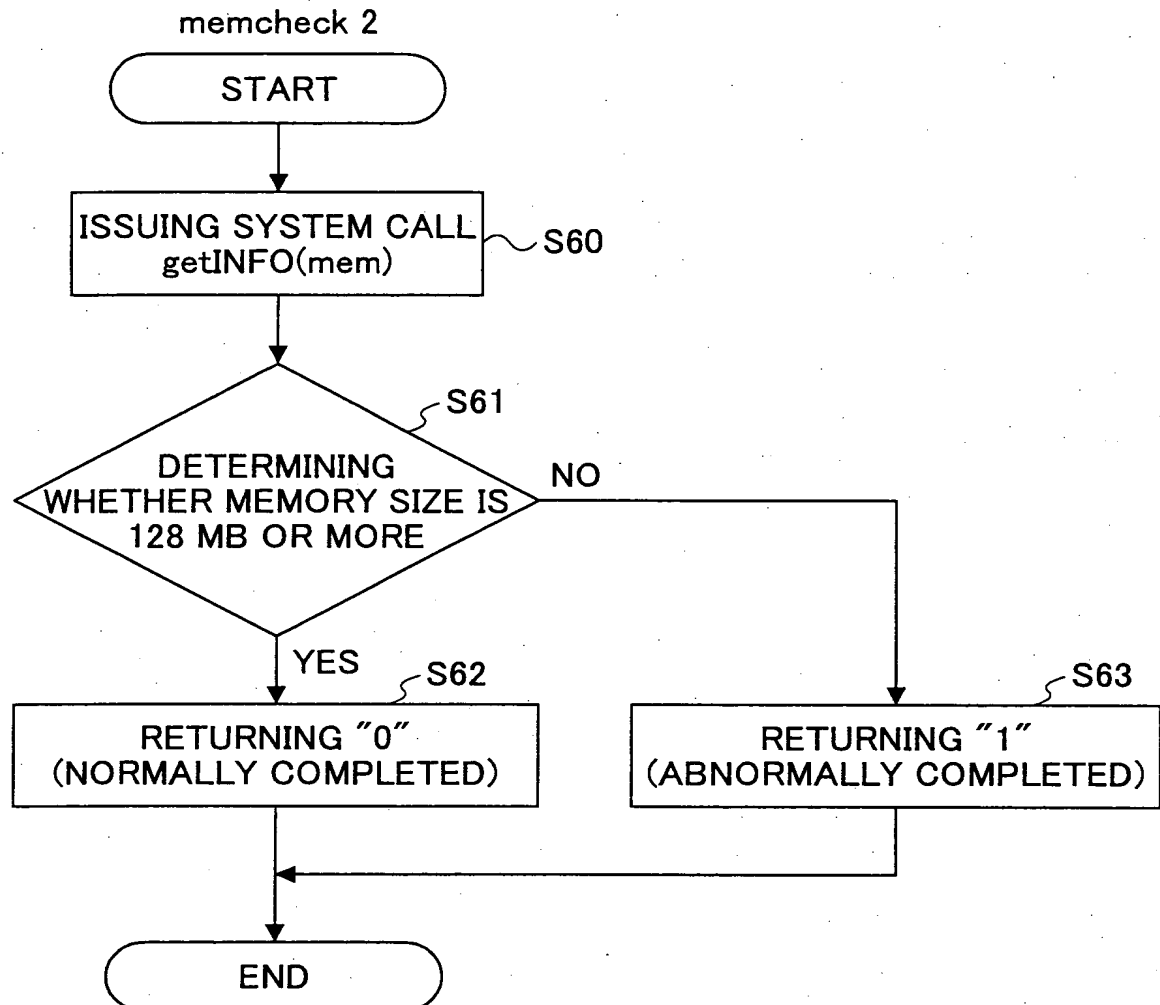 memcheck 2
START
ISSUING SYSTEM CALL
getINFO(mem)
S60
S61
DETERMINING
WHETHER MEMORY SIZE IS
128 MB OR MORE
NO
YES
S62
S63
RETURNING "0"
(NORMALLY COMPLETED)
RETURNING "1"
(ABNORMALLY COMPLETED)
END